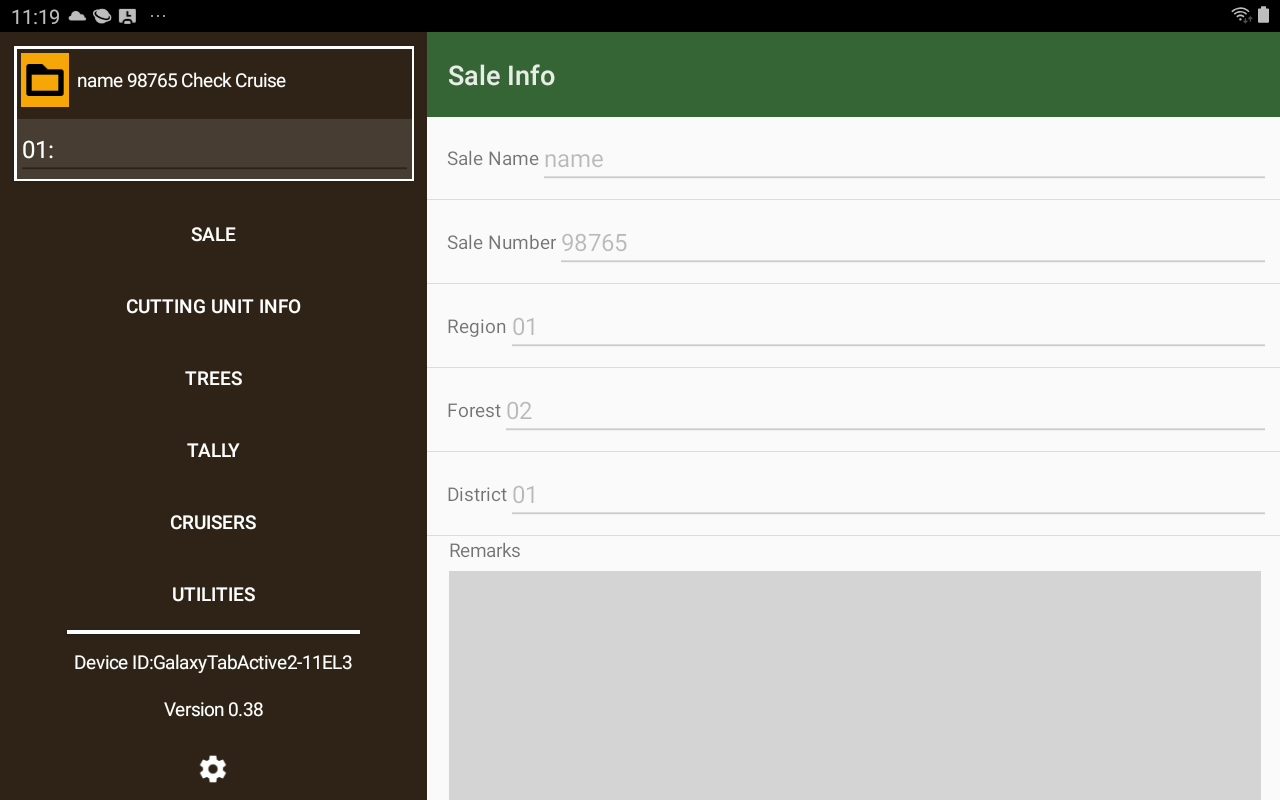 11:19
name 98765 Check Cruise
01:
SALE
CUTTING UNIT INFO
TREES
TALLY
CRUISERS
UTILITIES
Device ID:GalaxyTabActive2-11EL3
Version 0.38
Sale Info
Sale Name name
Sale Number 98765
Region 01
Forest 02
District 01
Remarks